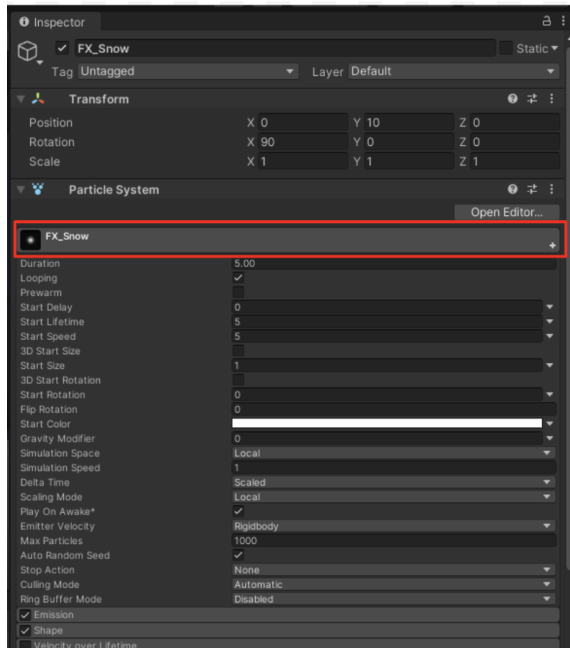 Inspector
FX_Snow Static
Tag Untagged Layer Default
Transform
Position X 0 Y 10 Z 0
Rotation X 90 Y 0 Z 0
Scale X 1 Y 1 Z 1
Particle System
Open Editor...
FX_Snow
Duration 5.00
Looping
Prewarm
Start Delay 0
Start Lifetime 5
Start Speed 5
3D Start Size
Start Size 1
3D Start Rotation
Start Rotation 0
Flip Rotation 0
Start Color
Gravity Modifier 0
Simulation Space Local
Simulation Speed 1
Delta Time Scaled
Scaling Mode Local
Play On Awake*
Emitter Velocity Rigidbody
Max Particles 1000
Auto Random Seed
Stop Action None
Culling Mode Automatic
Ring Buffer Mode Disabled
Emission
Shape
Velocity over Lifetime